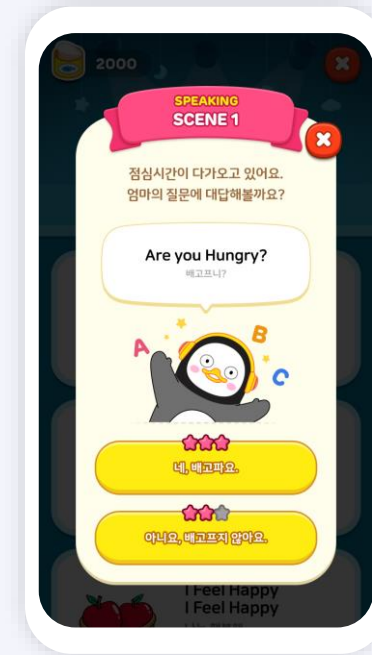 2000
SPEAKING
SCENE 1
점심시간이 다가오고 있어요.
엄마의 질문에 대답해볼까요?
Are you Hungry?
배고프니?
A
B
C
네, 배고파요.
아니요, 배고프지 않아요.
I Feel Happy
I Feel Happy